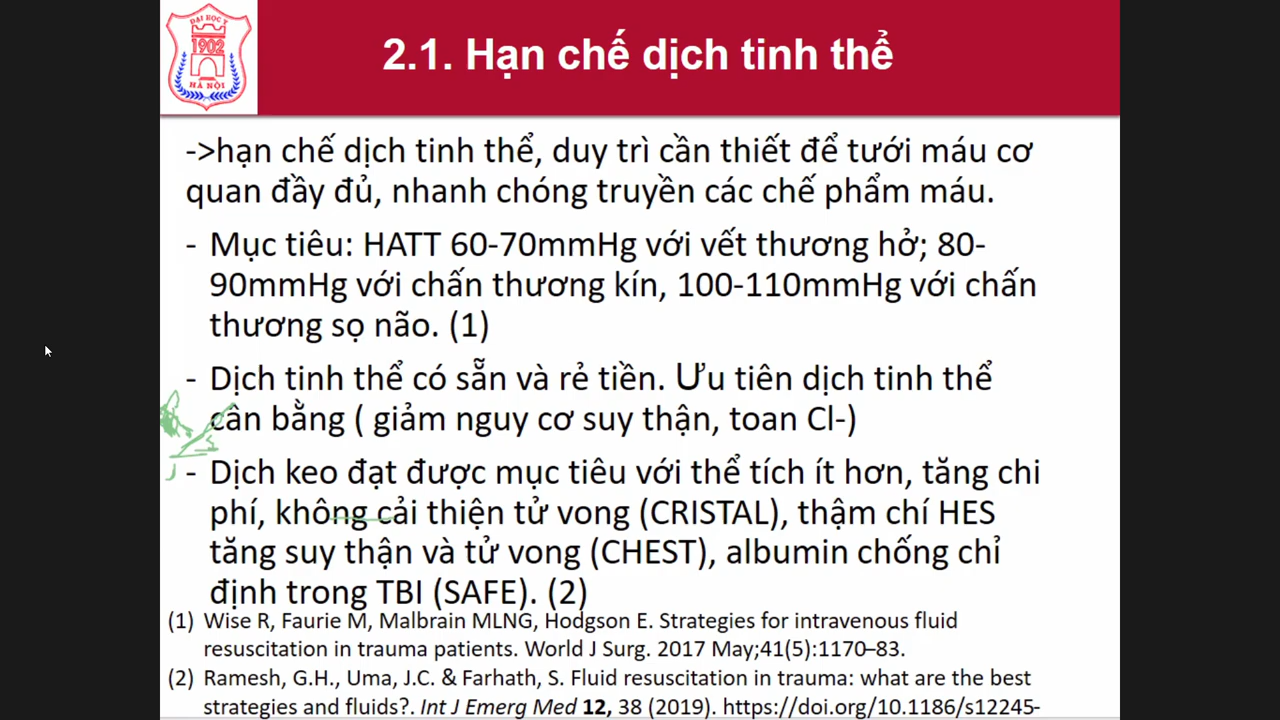 ĐẠI HỌC Y
1902
HÀ NỘI
2.1. Hạn chế dịch tinh thể
->hạn chế dịch tinh thể, duy trì cần thiết để tưới máu cơ
quan đầy đủ, nhanh chóng truyền các chế phẩm máu.
- Mục tiêu: HATT 60-70mmHg với vết thương hở; 80-
90mmHg với chấn thương kín, 100-110mmHg với chấn
thương sọ não. (1)
- Dịch tinh thể có sẵn và rẻ tiền. Ưu tiên dịch tinh thể
cân bằng ( giảm nguy cơ suy thận, toan Cl-)
- Dịch keo đạt được mục tiêu với thể tích ít hơn, tăng chi
phí, không cải thiện tử vong (CRISTAL), thậm chí HES
tăng suy thận và tử vong (CHEST), albumin chống chỉ
định trong TBI (SAFE). (2)
(1) Wise R, Faurie M, Malbrain MLNG, Hodgson E. Strategies for intravenous fluid
resuscitation in trauma patients. World J Surg. 2017 May;41(5):1170–83.
(2) Ramesh, G.H., Uma, J.C. & Farhath, S. Fluid resuscitation in trauma: what are the best
strategies and fluids?. Int J Emerg Med 12, 38 (2019). https://doi.org/10.1186/s12245-